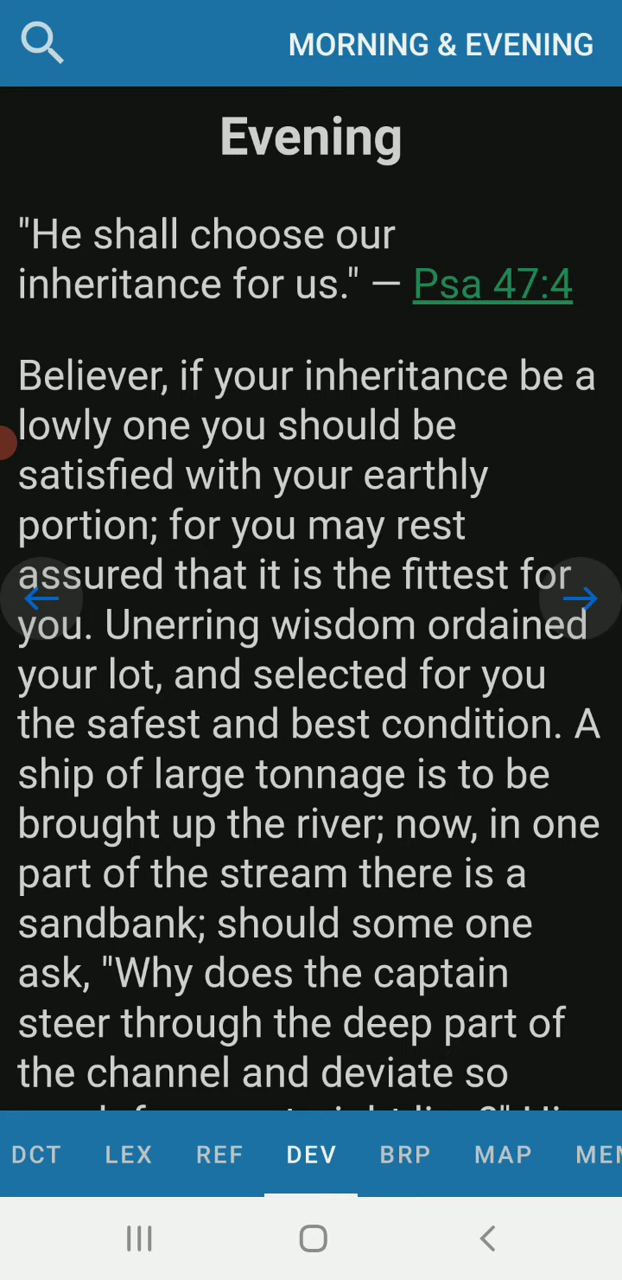 MORNING & EVENING
Evening
"He shall choose our
inheritance for us." — Psa 47:4
Believer, if your inheritance be a
lowly one you should be
satisfied with your earthly
portion; for you may rest
assured that it is the fittest for
you. Unerring wisdom ordained
your lot, and selected for you
the safest and best condition. A
ship of large tonnage is to be
brought up the river; now, in one
part of the stream there is a
sandbank; should some one
ask, "Why does the captain
steer through the deep part of
the channel and deviate so
DCT LEX REF DEV BRP MAP